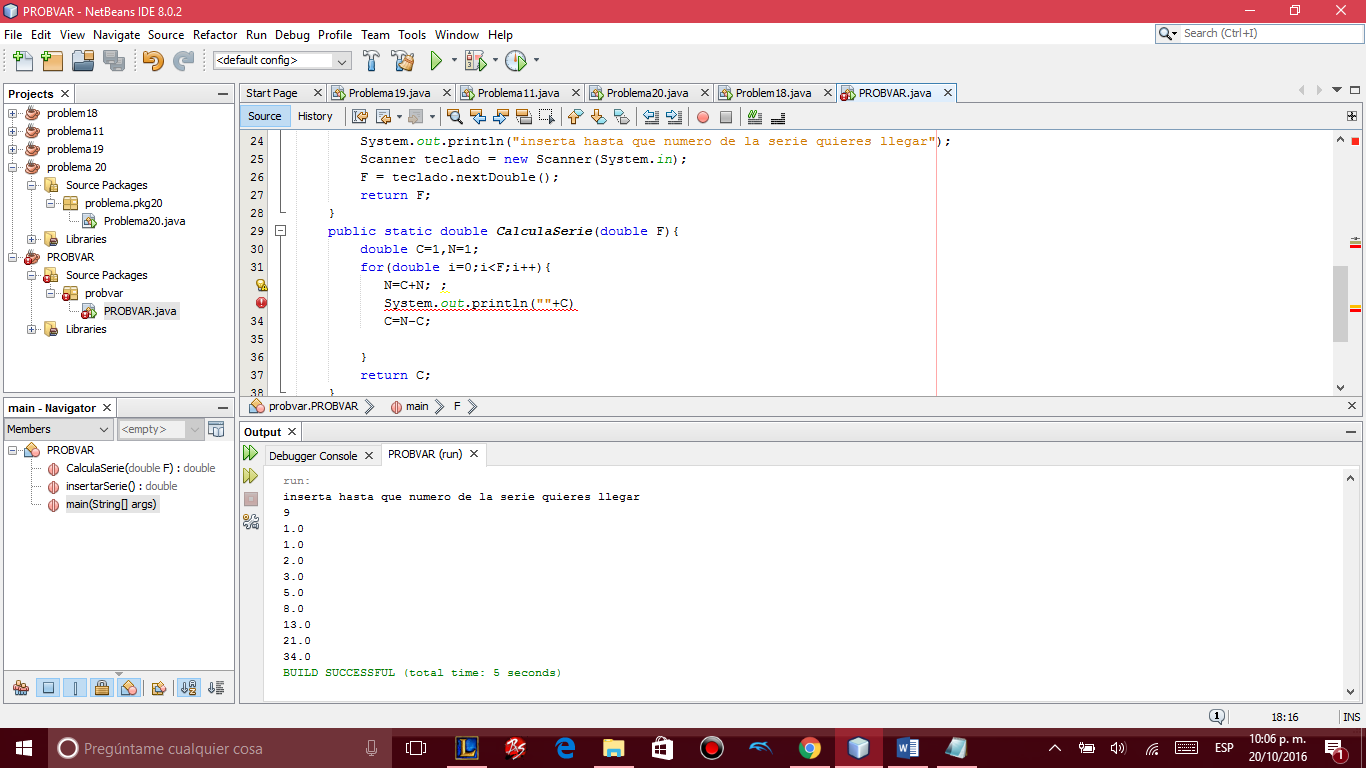 PROBVAR - NetBeans IDE 8.0.2
File Edit View Navigate Source Refactor Run Debug Profile Team Tools Window Help
Search (Ctrl+I)
<default config>
Projects
problem18
problema11
problema19
problema 20
Source Packages
problema.pkg20
Problema20.java
Libraries
PROBVAR
Source Packages
probvar
PROBVAR.java
Libraries
Start Page Problema19.java Problema11.java Problema20.java Problem18.java PROBVAR.java
Source History
24 System.out.println("inserta hasta que numero de la serie quieres llegar");
25 Scanner teclado = new Scanner(System.in);
26 F = teclado.nextDouble();
27 return F;
28 }
29 public static double CalculaSerie(double F){
30 double C=1,N=1;
31 for(double i=0;i<F;i++){
N=C+N; ;
System.out.println(""+C)
34 C=N-C;
35
36 }
37 return C;
38 }
probvar.PROBVAR main F
main - Navigator
Members <empty>
PROBVAR
CalculaSerie(double F) : double
insertarSerie() : double
main(String[] args)
Output
Debugger Console PROBVAR (run)
run:
inserta hasta que numero de la serie quieres llegar
9
1.0
1.0
2.0
3.0
5.0
8.0
13.0
21.0
34.0
BUILD SUCCESSFUL (total time: 5 seconds)
1 18:16 INS
Pregúntame cualquier cosa
ESP
10:06 p. m.
20/10/2016
1